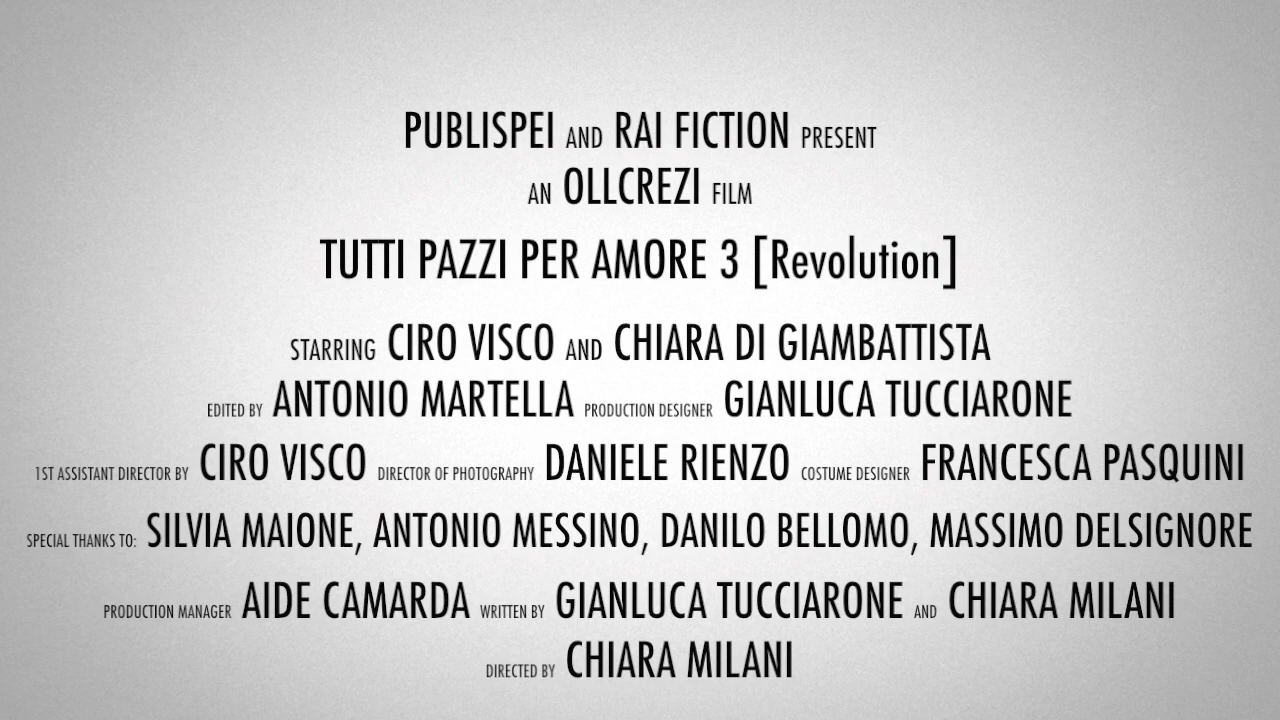 PUBLISPEI AND RAI FICTION PRESENT
AN OLLCREZI FILM
TUTTI PAZZI PER AMORE 3 [Revolution]
STARRING CIRO VISCO AND CHIARA DI GIAMBATTISTA
EDITED BY ANTONIO MARTELLA PRODUCTION DESIGNER GIANLUCA TUCCIARONE
1ST ASSISTANT DIRECTOR BY CIRO VISCO DIRECTOR OF PHOTOGRAPHY DANIELE RIENZO COSTUME DESIGNER FRANCESCA PASQUINI
SPECIAL THANKS TO: SILVIA MAIONE, ANTONIO MESSINO, DANILO BELLOMO, MASSIMO DELSIGNORE
PRODUCTION MANAGER AIDE CAMARDA WRITTEN BY GIANLUCA TUCCIARONE AND CHIARA MILANI
DIRECTED BY CHIARA MILANI